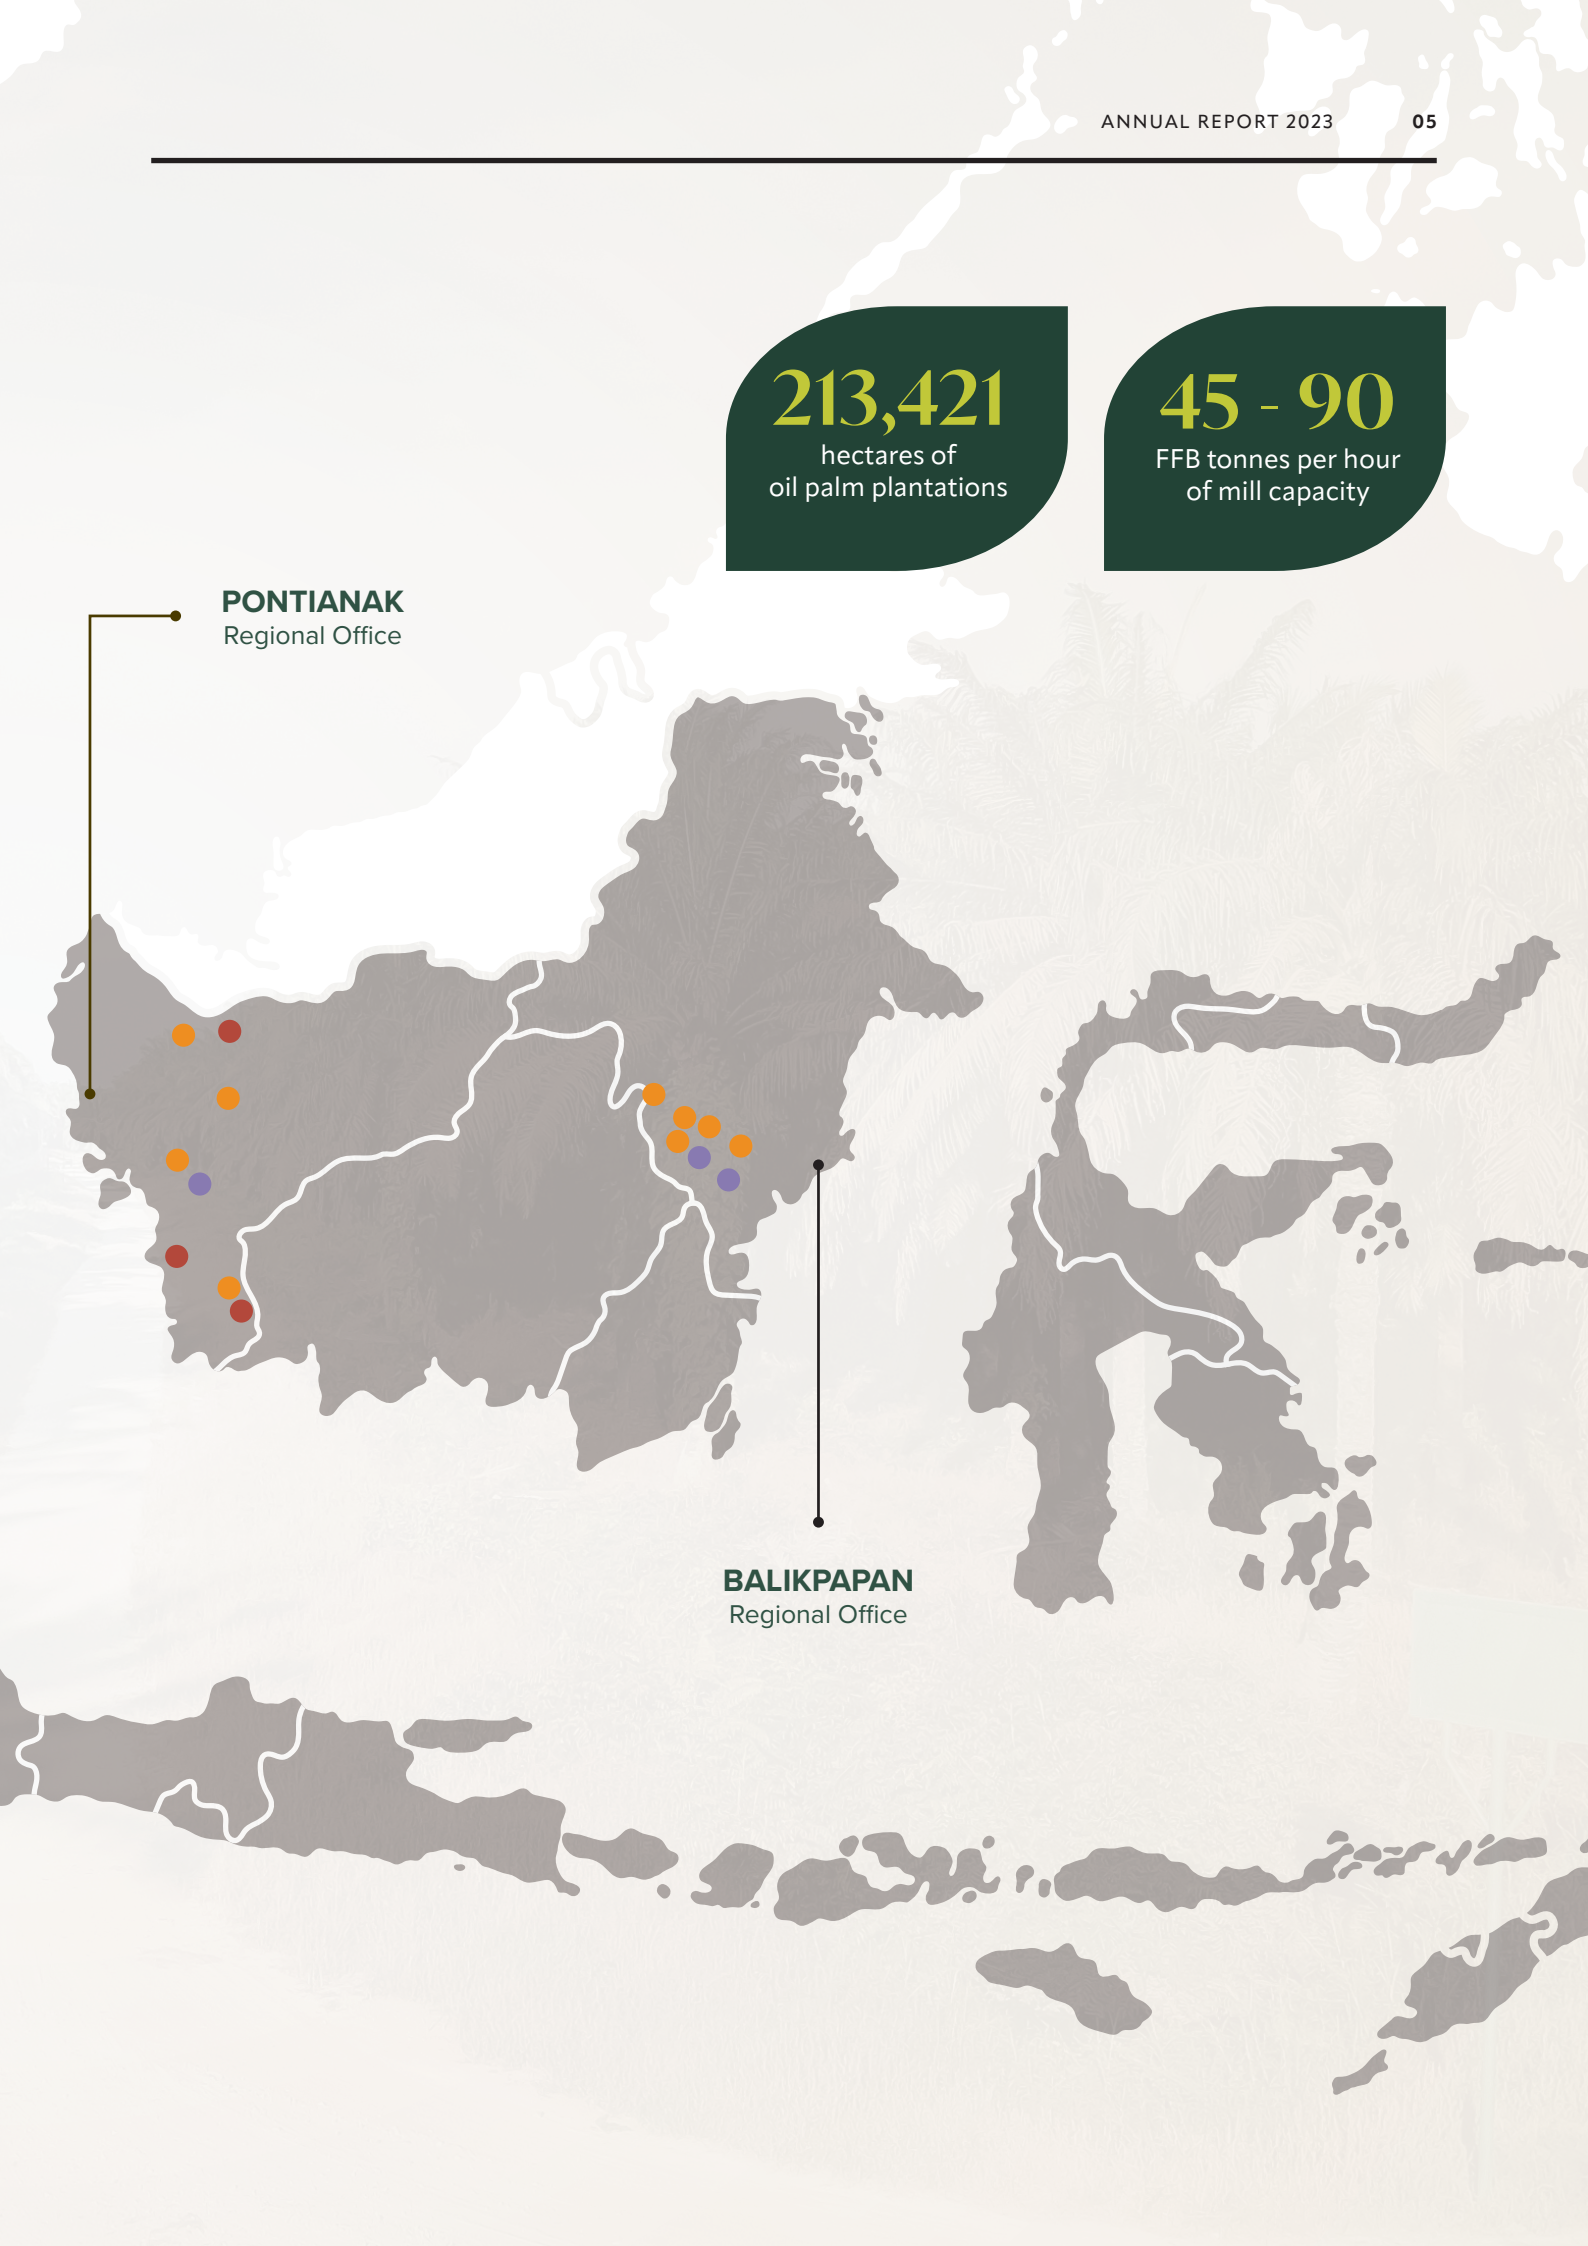 ANNUAL REPORT 2023 05
213,421
hectares of
oil palm plantations
45 - 90
FFB tonnes per hour
of mill capacity
PONTIANAK
Regional Office
BALIKPAPAN
Regional Office